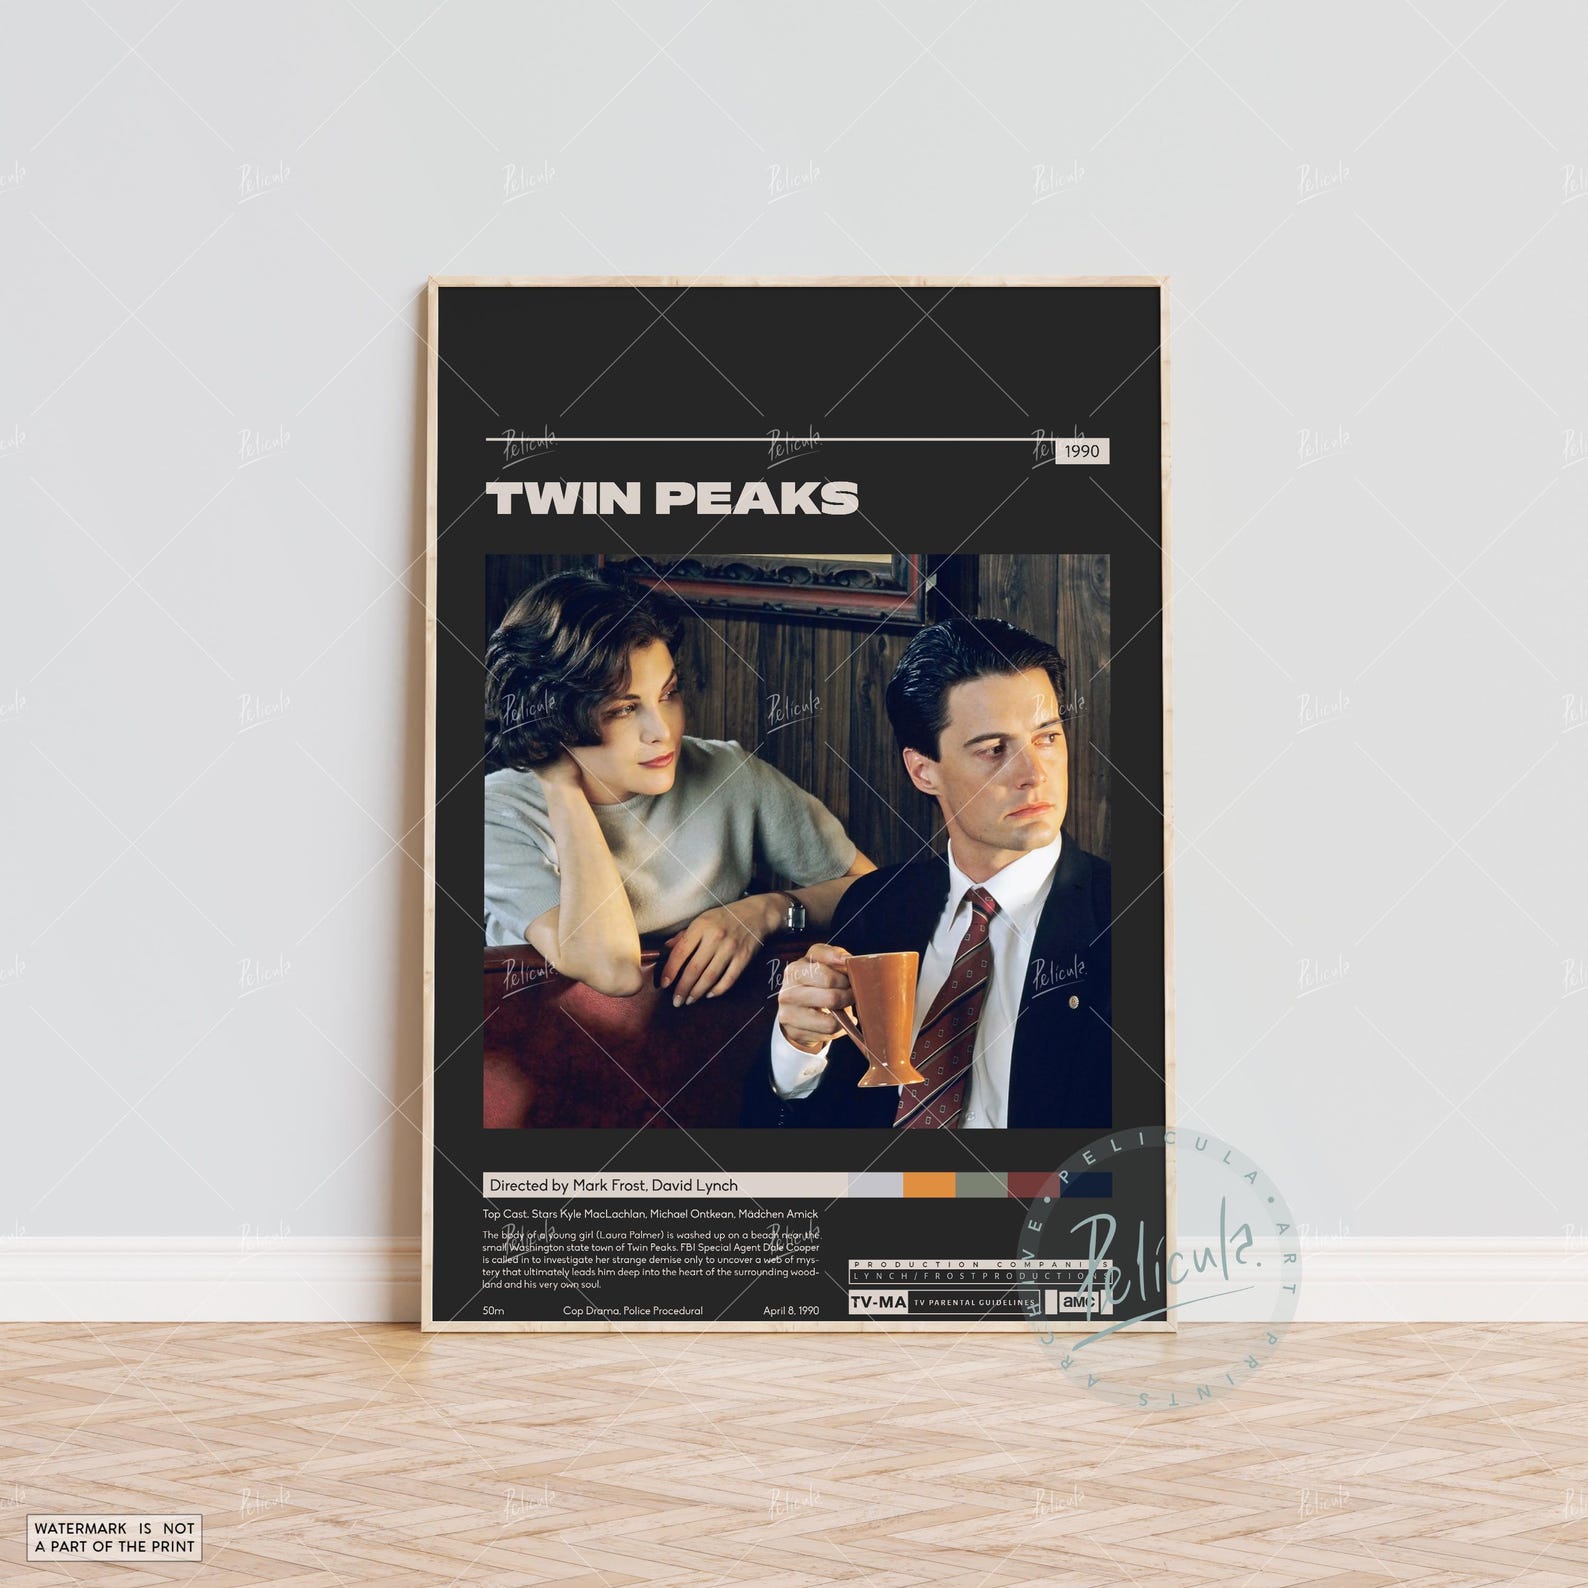 1990
TWIN PEAKS
Directed by Mark Frost, David Lynch
Top Cast. Stars Kyle MacLachlan, Michael Ontkean, Mädchen Amick
The body of a young girl (Laura Palmer) is washed up on a beach near the
small Washington state town of Twin Peaks. FBI Special Agent Dale Cooper
is called in to investigate her strange demise only to uncover a web of mys-
tery that ultimately leads him deep into the heart of the surrounding wood-
land and his very own soul.
50m Cop Drama, Police Procedural April 8, 1990
PRODUCTION COMPANIES
LYNCH/FROST PRODUCTIONS
TV-MA TV PARENTAL GUIDELINES aMC
Pelicula.
PELICULA • ART PRINTS ARCHIVE •
WATERMARK IS NOT
A PART OF THE PRINT